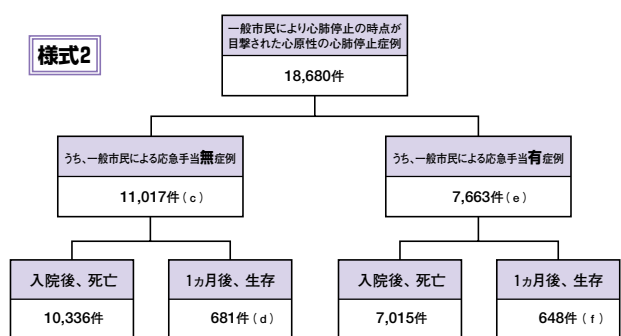 一般市民により心肺停止の時点が
目撃された心原性の心肺停止症例
18,680件
様式2
うち、一般市民による応急手当無症例
11,017件(c)
うち、一般市民による応急手当有症例
7,663件(e)
入院後、死亡
10,336件
1ヵ月後、生存
681件(d)
入院後、死亡
7,015件
1ヵ月後、生存
648件(f)